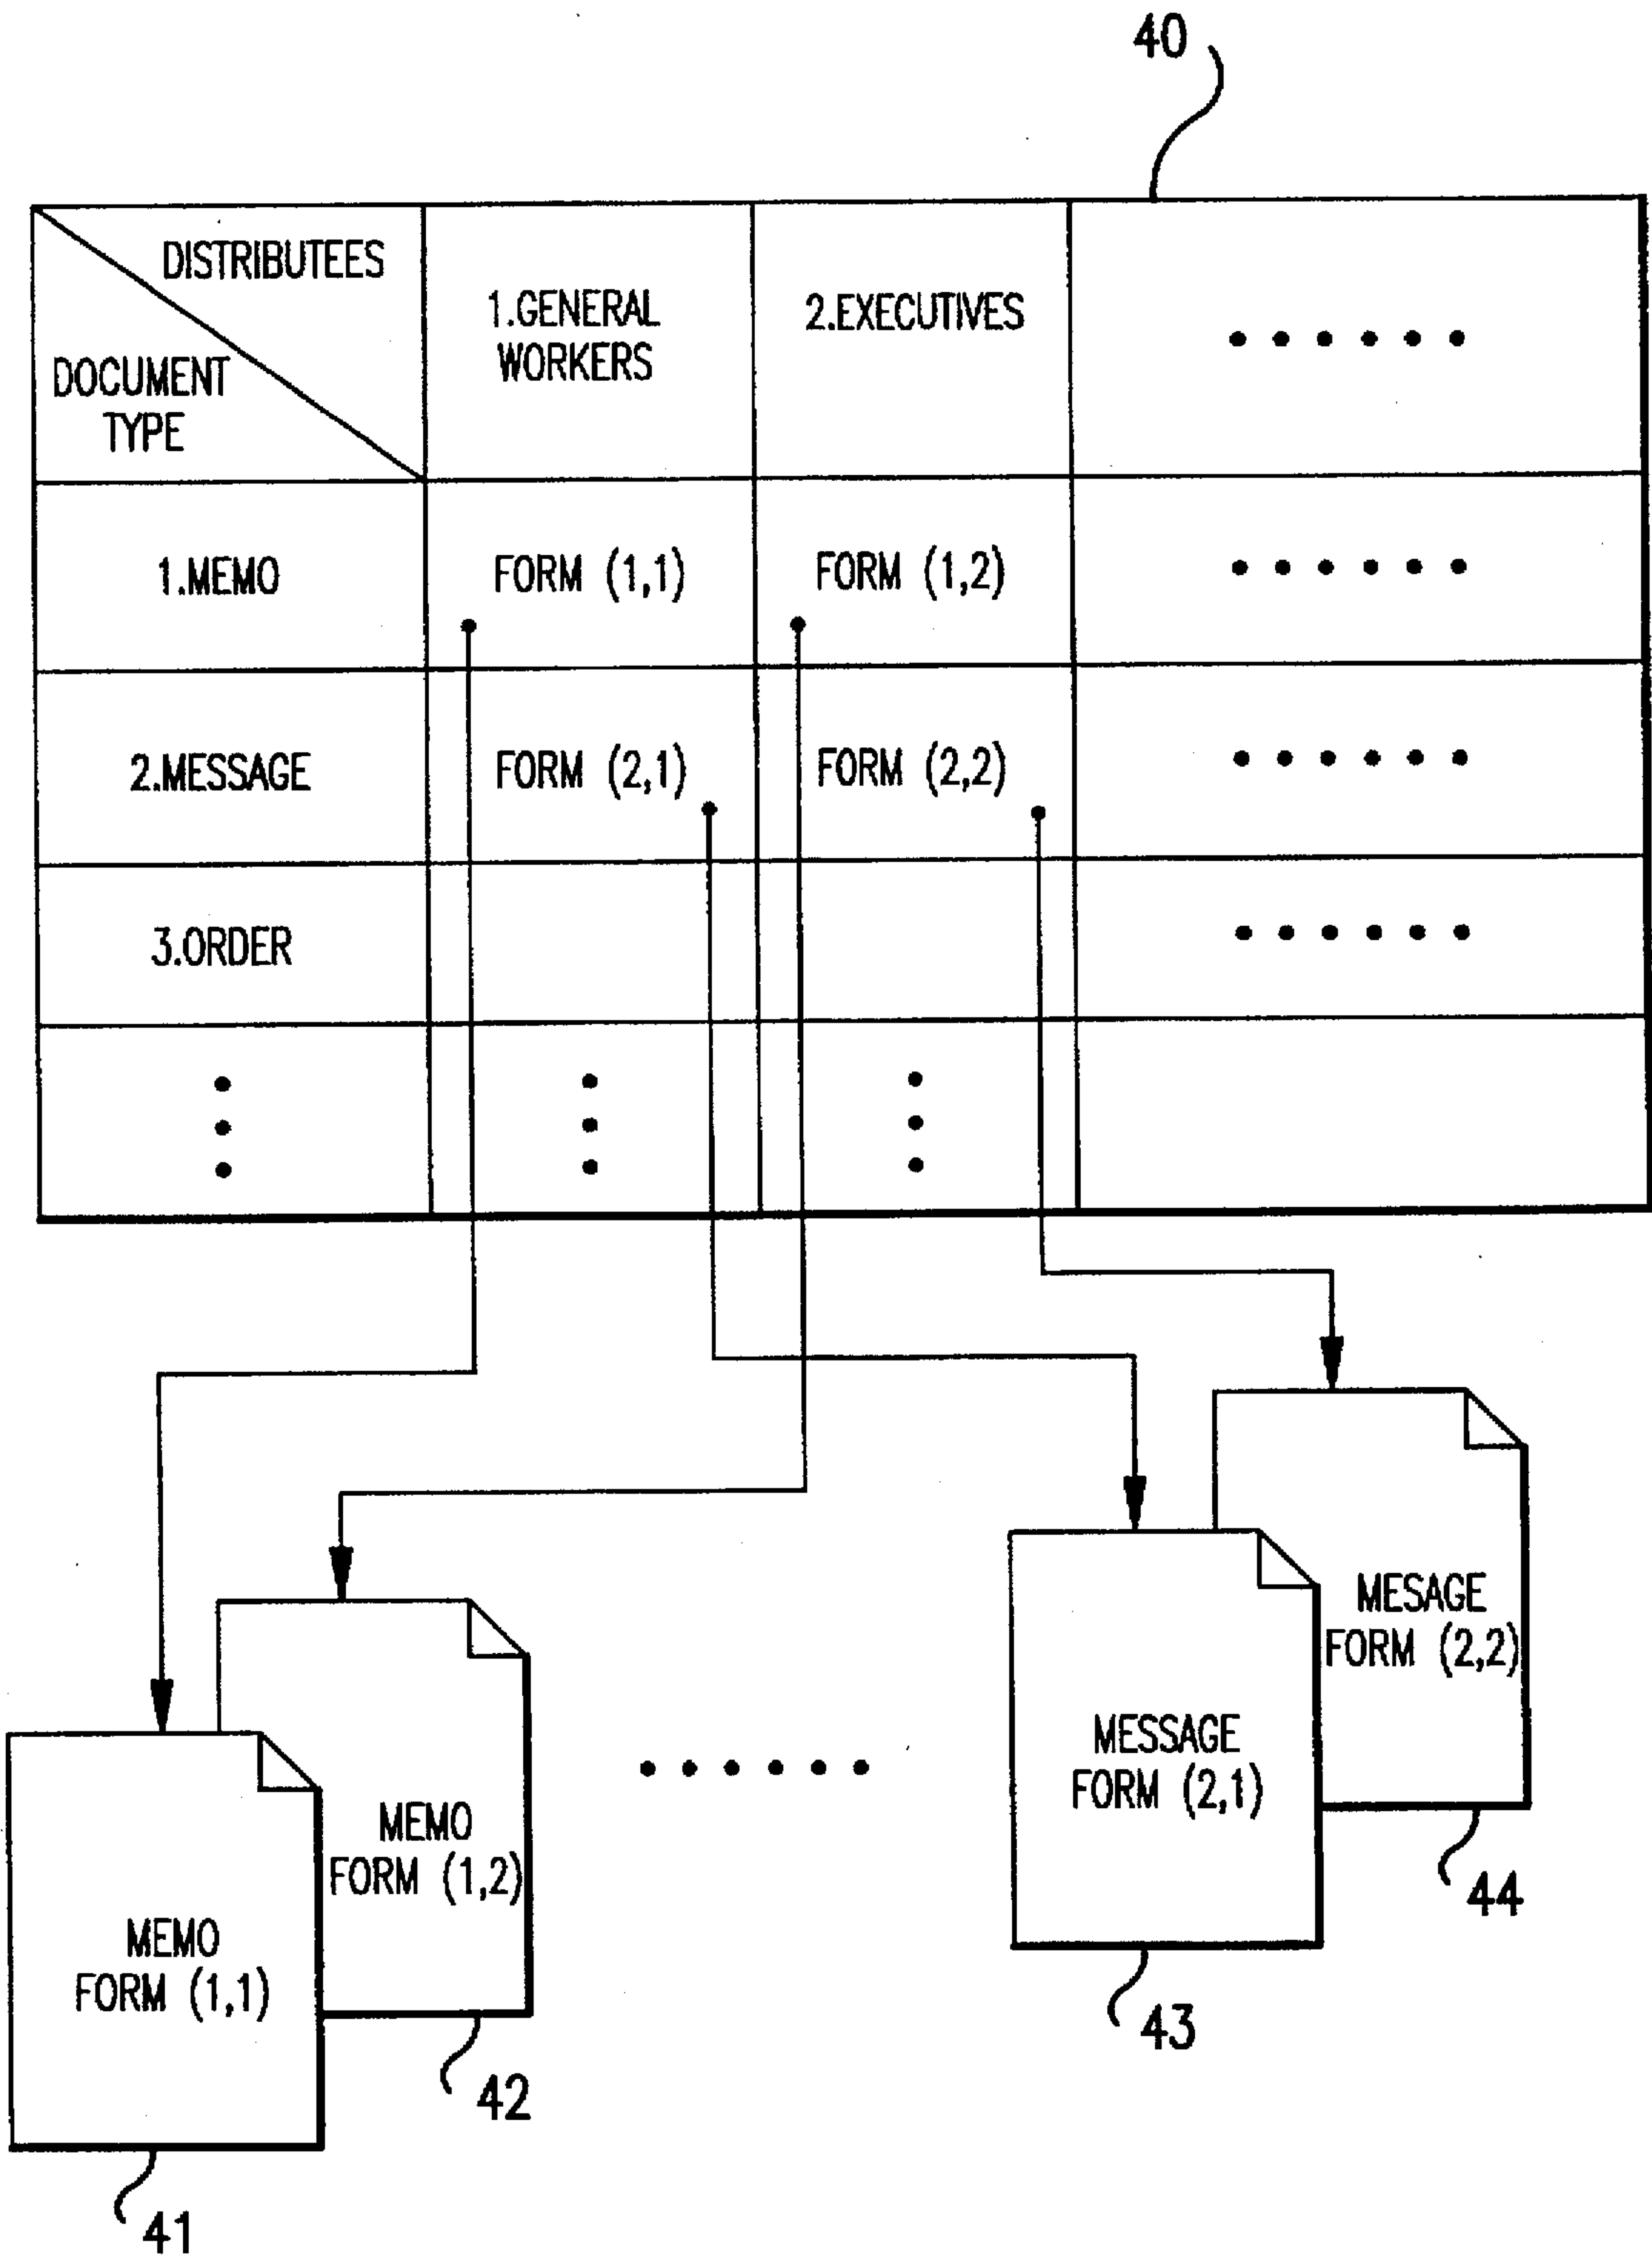 40
DISTRIBUTEES
DOCUMENT
TYPE
1.GENERAL
WORKERS
2.EXECUTIVES
1.MEMO
FORM (1,1)
FORM (1,2)
2.MESSAGE
FORM (2,1)
FORM (2,2)
3.ORDER
MESAGE
FORM (2,2)
MESSAGE
FORM (2,1)
MEMO
FORM (1,2)
MEMO
FORM (1,1)
44
43
42
41